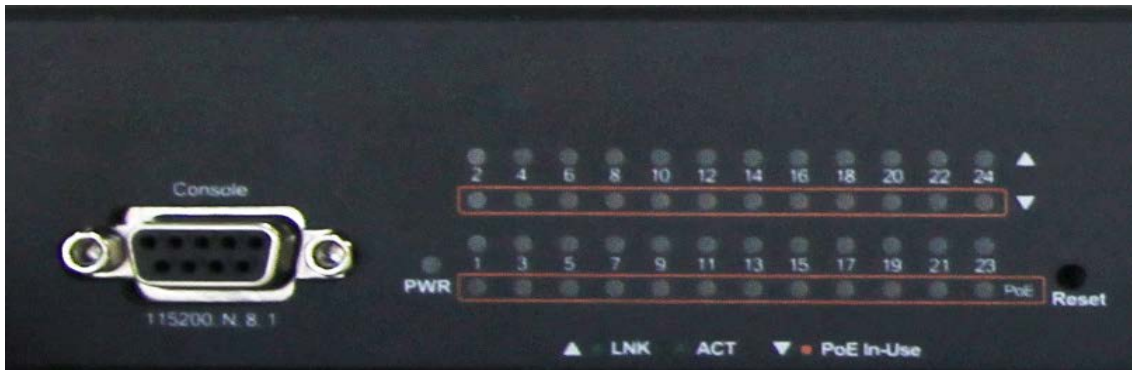 Console
115200. N. 8. 1
2 4 6 8 10 12 14 16 18 20 22 24 ▲
▼
PWR
1 3 5 7 9 11 13 15 17 19 21 23
PoE
Reset
▲ LNK ACT ▼ PoE In-Use